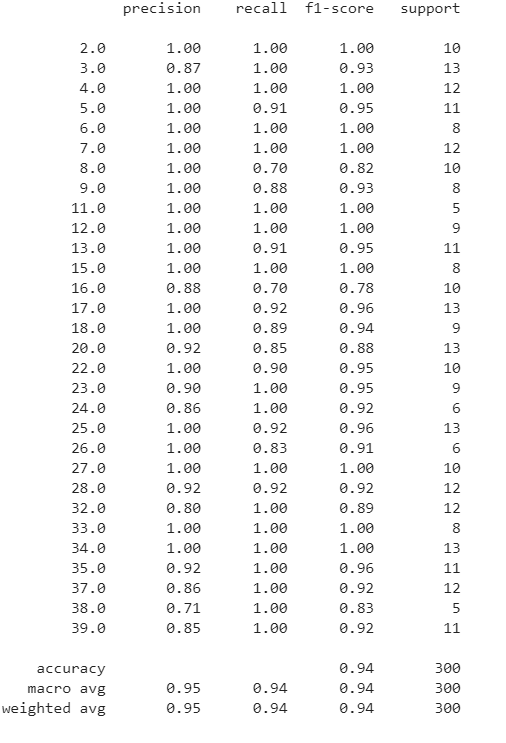 precision recall f1-score support
2.0 1.00 1.00 1.00 10
3.0 0.87 1.00 0.93 13
4.0 1.00 1.00 1.00 12
5.0 1.00 0.91 0.95 11
6.0 1.00 1.00 1.00 8
7.0 1.00 1.00 1.00 12
8.0 1.00 0.70 0.82 10
9.0 1.00 0.88 0.93 8
11.0 1.00 1.00 1.00 5
12.0 1.00 1.00 1.00 9
13.0 1.00 0.91 0.95 11
15.0 1.00 1.00 1.00 8
16.0 0.88 0.70 0.78 10
17.0 1.00 0.92 0.96 13
18.0 1.00 0.89 0.94 9
20.0 0.92 0.85 0.88 13
22.0 1.00 0.90 0.95 10
23.0 0.90 1.00 0.95 9
24.0 0.86 1.00 0.92 6
25.0 1.00 0.92 0.96 13
26.0 1.00 0.83 0.91 6
27.0 1.00 1.00 1.00 10
28.0 0.92 0.92 0.92 12
32.0 0.80 1.00 0.89 12
33.0 1.00 1.00 1.00 8
34.0 1.00 1.00 1.00 13
35.0 0.92 1.00 0.96 11
37.0 0.86 1.00 0.92 12
38.0 0.71 1.00 0.83 5
39.0 0.85 1.00 0.92 11
accuracy 0.94 300
macro avg 0.95 0.94 0.94 300
weighted avg 0.95 0.94 0.94 300